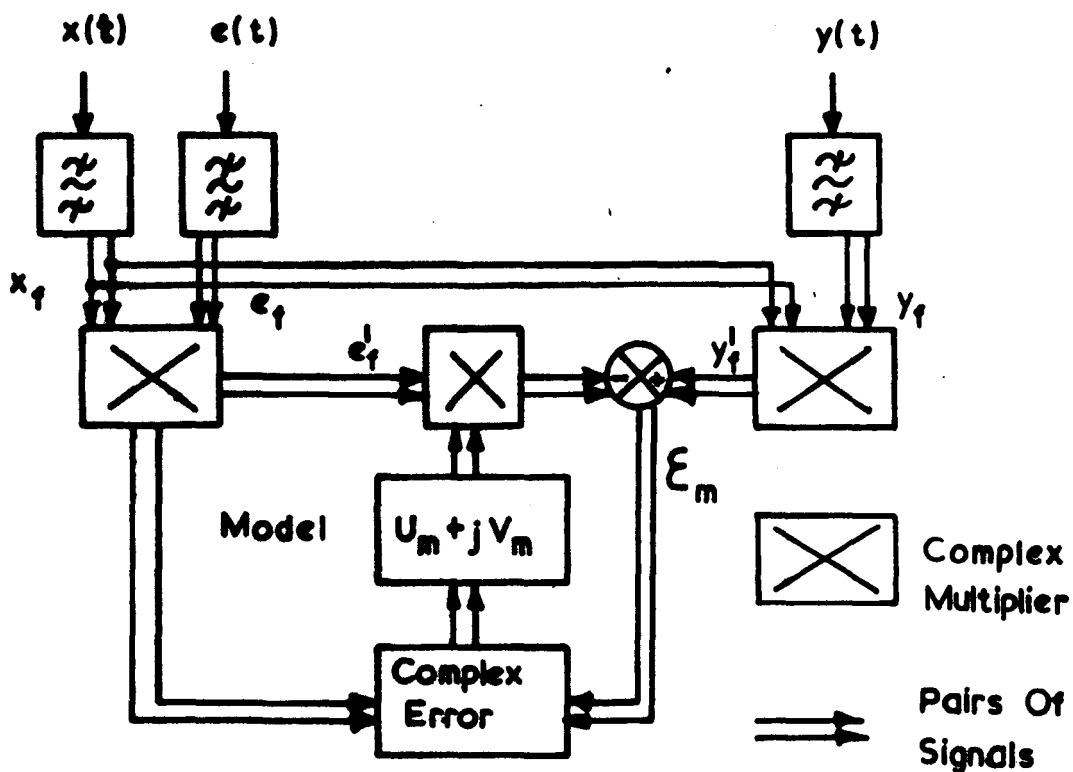 x(t) e(t) y(t)
x_f e_f y_f
e'_f y'_f
- +
ε_m
Model
U_m + j V_m
Complex
Multiplier
Complex
Error
Pairs Of
Signals